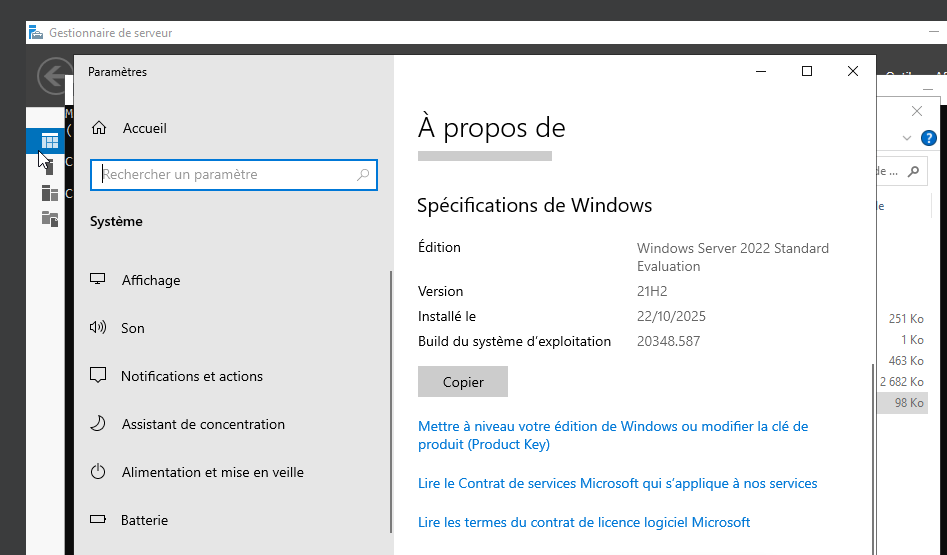 Gestionnaire de serveur
Paramètres
Accueil
Rechercher un paramètre
Système
Affichage
Son
Notifications et actions
Assistant de concentration
Alimentation et mise en veille
Batterie
À propos de
Spécifications de Windows
Édition Windows Server 2022 Standard
Evaluation
Version 21H2
Installé le 22/10/2025
Build du système d'exploitation 20348.587
Copier
Mettre à niveau votre édition de Windows ou modifier la clé de
produit (Product Key)
Lire le Contrat de services Microsoft qui s'applique à nos services
Lire les termes du contrat de licence logiciel Microsoft
de ...
251 Ko
1 Ko
463 Ko
2 682 Ko
98 Ko